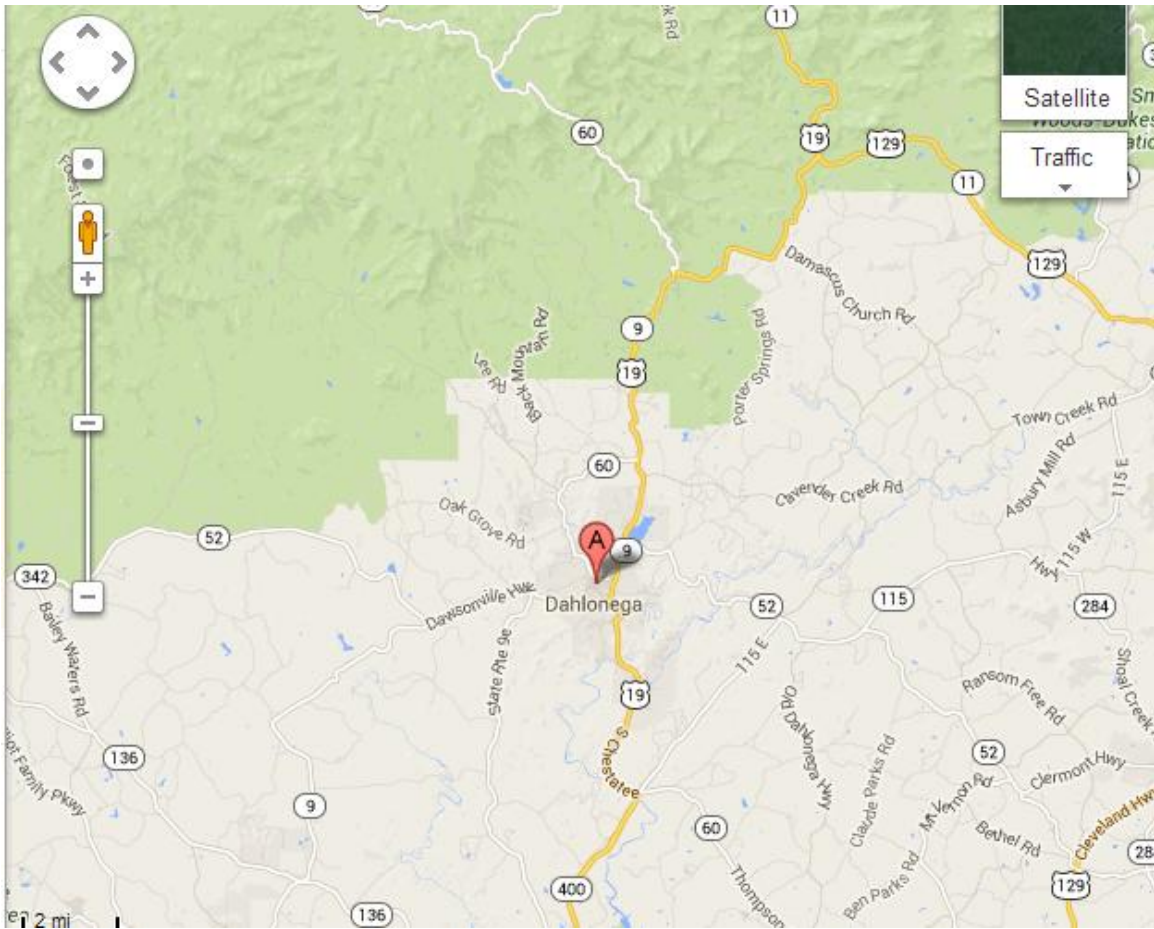 11
Rd
60
Satellite
Traffic
19
129
11
129
Damascus Church Rd
9
Porter Springs Rd
Black Mountain Rd
Lee Rd
19
Town Creek Rd
60
Asbury Mill Rd
115 E
Cavender Creek Rd
Oak Grove Rd
52
A
9
Hwy 115 W
342
Dahlonega
52
115
284
Dawsonville Hwy
Bailey Waters Rd
State Rte 9e
115 E
Shoal Creek
Ransom Free Rd
19
Old Dahlonega Hwy
S Chestatee
136
52
Clermont Hwy
Family Pkwy
Claude Parks Rd
Mt Vernon Rd
9
60
Bethel Rd
Cleveland Hwy
28
Thompson
400
Ben Parks Rd
129
136
2 mi